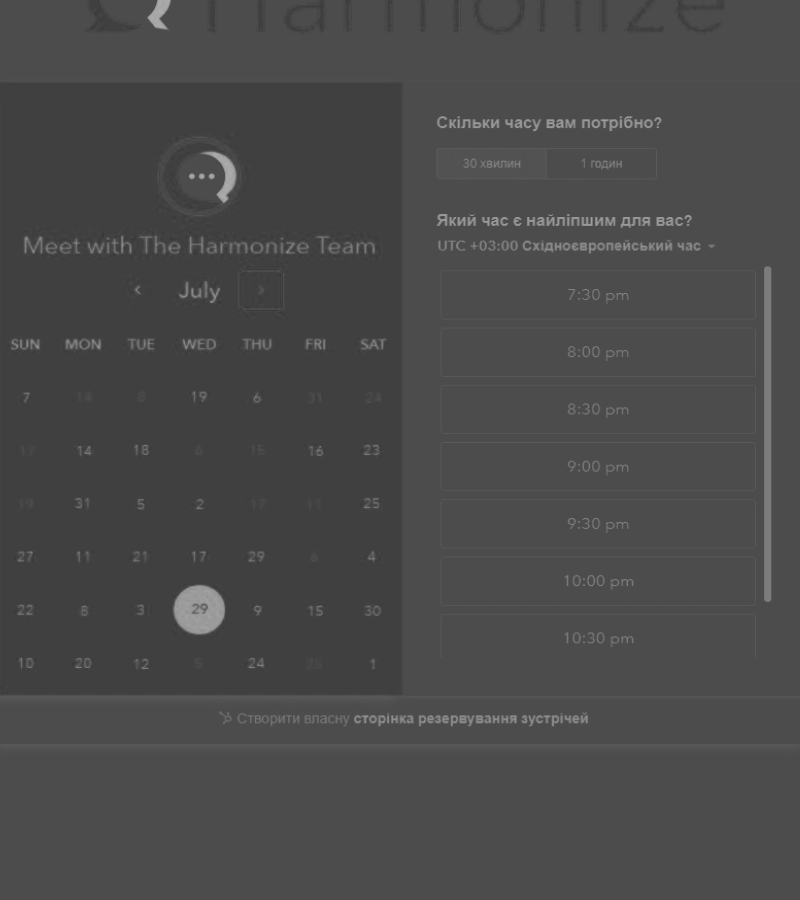 Harmonize
Meet with The Harmonize Team
July
SUN MON TUE WED THU FRI SAT
7 14 8 19 6 31 24
14 18 6 15 16 23
31 5 2 17 11 25
27 11 21 17 29 6 4
22 8 3 29 9 15 30
10 20 12 5 24 1
Скільки часу вам потрібно?
30 хвилин 1 годин
Який час є найліпшим для вас?
UTC +03:00 Східноєвропейський час
7:30 pm
8:00 pm
8:30 pm
9:00 pm
9:30 pm
10:00 pm
10:30 pm
Створити власну сторінка резервування зустрічей